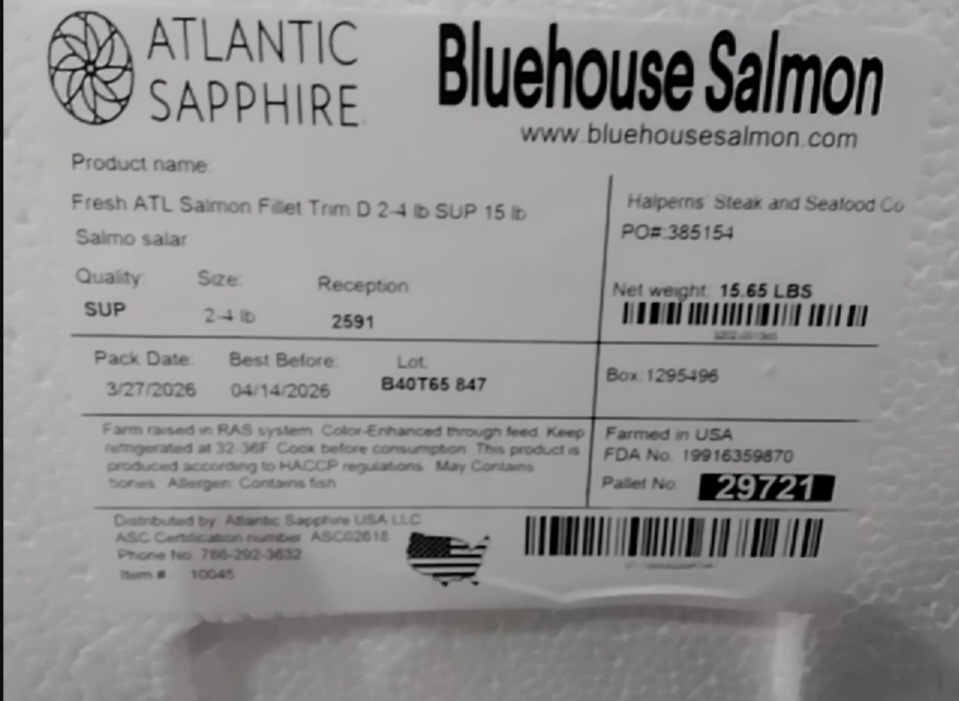 ATLANTIC
SAPPHIRE
Bluehouse Salmon
www.bluehousesalmon.com
Product name:
Fresh ATL Salmon Fillet Trim D 2-4 lb SUP 15 lb
Salmo salar
Halperns' Steak and Seafood Co
PO#:385154
Quality: Size: Reception
SUP 2-4 lb 2591
Net weight: 15.65 LBS
Pack Date: Best Before: Lot:
3/27/2026 04/14/2026 B40T65 847
Box:1295496
Farm raised in RAS system. Color-Enhanced through feed. Keep
refrigerated at 32-36F. Cook before consumption. This product is
produced according to HACCP regulations. May Contains
bones. Allergen: Contains fish
Farmed in USA
FDA No. 19916359870
Pallet No: 29721
Distributed by: Atlantic Sapphire USA LLC
ASC Certification number: ASC02618
Phone No: 786-292-3632
Item # 10045